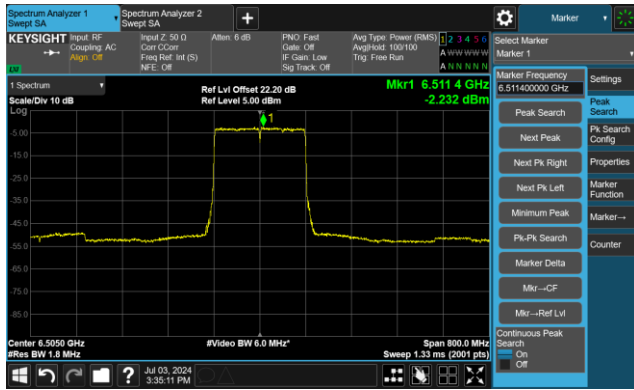 Spectrum Analyzer 1
Swept SA
Spectrum Analyzer 2
Swept SA
+
Marker
KEYSIGHT
Input: RF
Coupling: AC
Align: Off
Input Z: 50 Ω
Corr CCorr
Freq Ref: Int (S)
NFE: Off
Atten: 6 dB
PNO: Fast
Gate: Off
IF Gain: Low
Sig Track: Off
Avg Type: Power (RMS)
Avg|Hold: 100/100
Trig: Free Run
1 2 3 4 5 6
A W W W W W
A N N N N N
Select Marker
Marker 1
1 Spectrum
Scale/Div 10 dB
Log
Ref Lvl Offset 22.20 dB
Ref Level 5.00 dBm
Mkr1 6.511 4 GHz
-2.232 dBm
1
-5.00
-15.0
-25.0
-35.0
-45.0
-55.0
-65.0
-75.0
-85.0
Center 6.5050 GHz
#Res BW 1.8 MHz
#Video BW 6.0 MHz*
Span 800.0 MHz
Sweep 1.33 ms (2001 pts)
Marker Frequency
6.511400000 GHz
Peak Search
Next Peak
Next Pk Right
Next Pk Left
Minimum Peak
Pk-Pk Search
Marker Delta
Mkr→CF
Mkr→Ref Lvl
Continuous Peak
Search
On
Off
Settings
Peak
Search
Pk Search
Config
Properties
Marker
Function
Marker→
Counter
?
Jul 03, 2024
3:35:11 PM